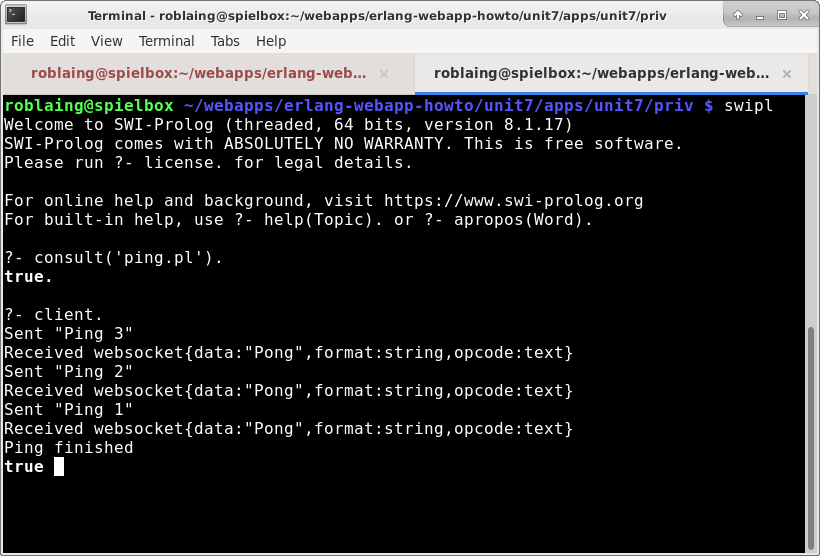 Terminal - roblaing@spielbox:~/webapps/erlang-webapp-howto/unit7/apps/unit7/priv
File Edit View Terminal Tabs Help
roblaing@spielbox:~/webapps/erlang-web... × roblaing@spielbox:~/webapps/erlang-web... ×
roblaing@spielbox ~/webapps/erlang-webapp-howto/unit7/apps/unit7/priv $ swipl
Welcome to SWI-Prolog (threaded, 64 bits, version 8.1.17)
SWI-Prolog comes with ABSOLUTELY NO WARRANTY. This is free software.
Please run ?- license. for legal details.
For online help and background, visit https://www.swi-prolog.org
For built-in help, use ?- help(Topic). or ?- apropos(Word).
?- consult('ping.pl').
true.
?- client.
Sent "Ping 3"
Received websocket{data:"Pong",format:string,opcode:text}
Sent "Ping 2"
Received websocket{data:"Pong",format:string,opcode:text}
Sent "Ping 1"
Received websocket{data:"Pong",format:string,opcode:text}
Ping finished
true